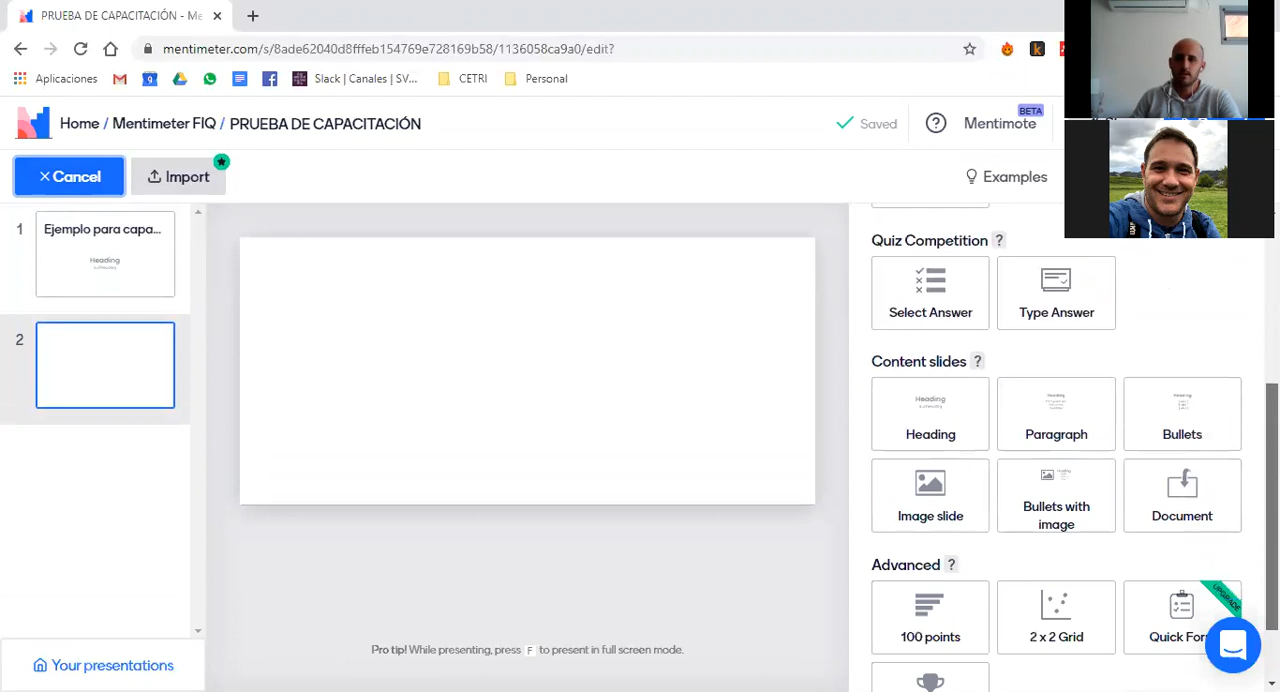 PRUEBA DE CAPACITACIÓN - Me
mentimeter.com/s/8ade62040d8fffeb154769e728169b58/1136058ca9a0/edit?
Aplicaciones
Slack | Canales | SV...
CETRI
Personal
Home / Mentimeter FIQ / PRUEBA DE CAPACITACIÓN
Saved
Mentimote
BETA
Cancel
Import
Examples
1
Ejemplo para capa...
Heading
2
Quiz Competition ?
Select Answer
Type Answer
Content slides ?
Heading
Heading
Paragraph
Heading
Bullets
Image slide
Bullets with
image
Document
Advanced ?
100 points
2 x 2 Grid
UPGRADE
Quick For
Pro tip! While presenting, press F to present in full screen mode.
Your presentations